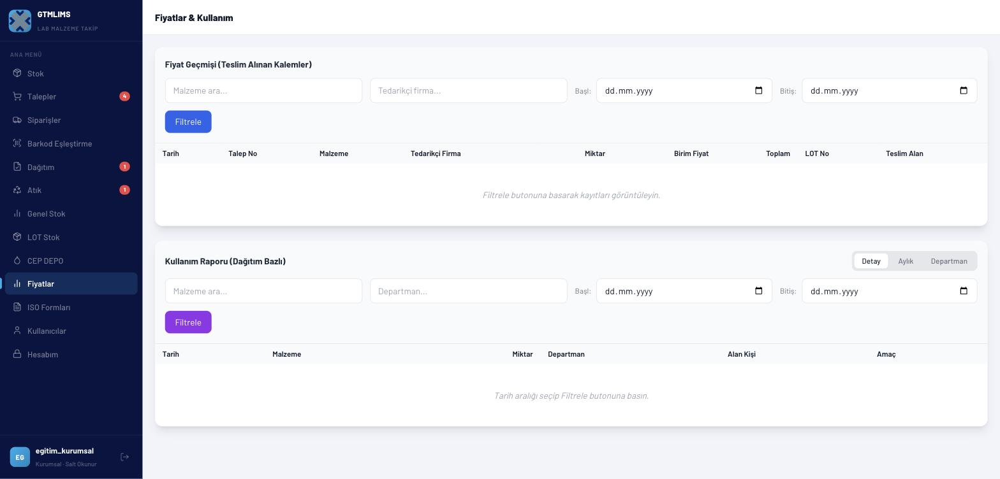 GTMLIMS
LAB MALZEME TAKİP
ANA MENÜ
Stok
Talepler 4
Siparişler
Barkod Eşleştirme
Dağıtım 1
Atık 1
Genel Stok
LOT Stok
CEP DEPO
Fiyatlar
ISO Formları
Kullanıcılar
Hesabım
EG
egitim_kurumsal
Kurumsal · Salt Okunur
Fiyatlar & Kullanım
Fiyat Geçmişi (Teslim Alınan Kalemler)
Malzeme ara... Tedarikçi firma... Başl: dd.mm.yyyy Bitiş: dd.mm.yyyy
Filtrele
Tarih Talep No Malzeme Tedarikçi Firma Miktar Birim Fiyat Toplam LOT No Teslim Alan
Filtrele butonuna basarak kayıtları görüntüleyin.
Kullanım Raporu (Dağıtım Bazlı) Detay Aylık Departman
Malzeme ara... Departman... Başl: dd.mm.yyyy Bitiş: dd.mm.yyyy
Filtrele
Tarih Malzeme Miktar Departman Alan Kişi Amaç
Tarih aralığı seçip Filtrele butonuna basın.